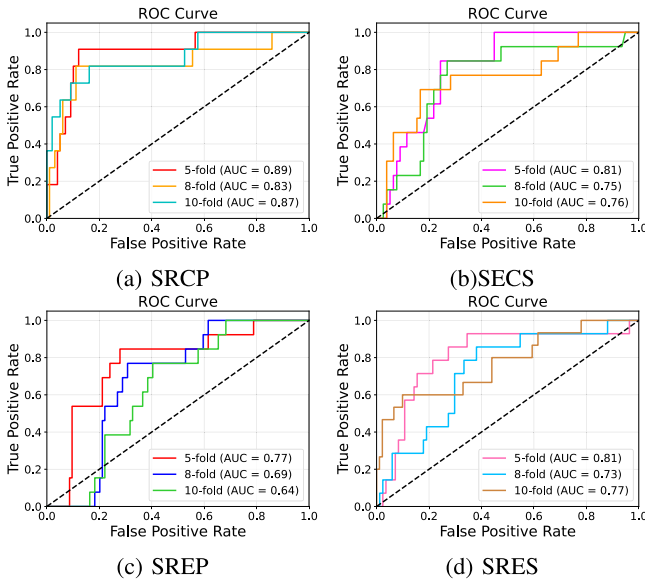 ROC Curve
True Positive Rate
1.0
0.8
0.6
0.4
0.2
0.0
5-fold (AUC = 0.89)
8-fold (AUC = 0.83)
10-fold (AUC = 0.87)
0.0 0.2 0.4 0.6 0.8 1.0
False Positive Rate
(a) SRCP
ROC Curve
True Positive Rate
1.0
0.8
0.6
0.4
0.2
0.0
5-fold (AUC = 0.81)
8-fold (AUC = 0.75)
10-fold (AUC = 0.76)
0.0 0.2 0.4 0.6 0.8 1.0
False Positive Rate
(b)SECS
ROC Curve
True Positive Rate
1.0
0.8
0.6
0.4
0.2
0.0
5-fold (AUC = 0.77)
8-fold (AUC = 0.69)
10-fold (AUC = 0.64)
0.0 0.2 0.4 0.6 0.8 1.0
False Positive Rate
(c) SREP
ROC Curve
True Positive Rate
1.0
0.8
0.6
0.4
0.2
0.0
5-fold (AUC = 0.81)
8-fold (AUC = 0.73)
10-fold (AUC = 0.77)
0.0 0.2 0.4 0.6 0.8 1.0
False Positive Rate
(d) SRES